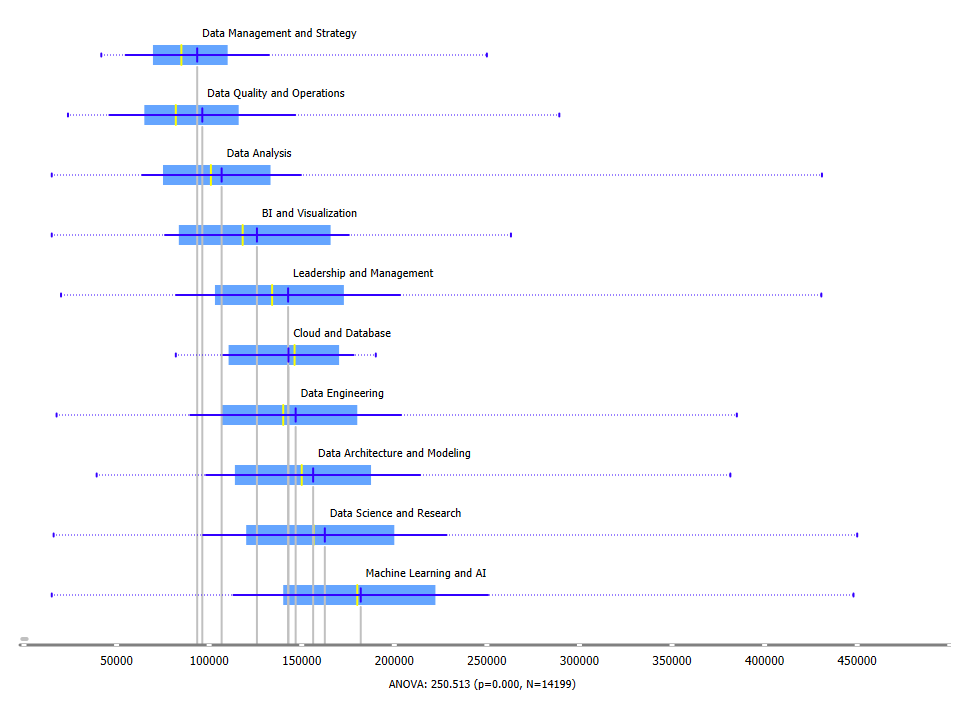 Data Management and Strategy
Data Quality and Operations
Data Analysis
BI and Visualization
Leadership and Management
Cloud and Database
Data Engineering
Data Architecture and Modeling
Data Science and Research
Machine Learning and AI
50000 100000 150000 200000 250000 300000 350000 400000 450000
ANOVA: 250.513 (p=0.000, N=14199)